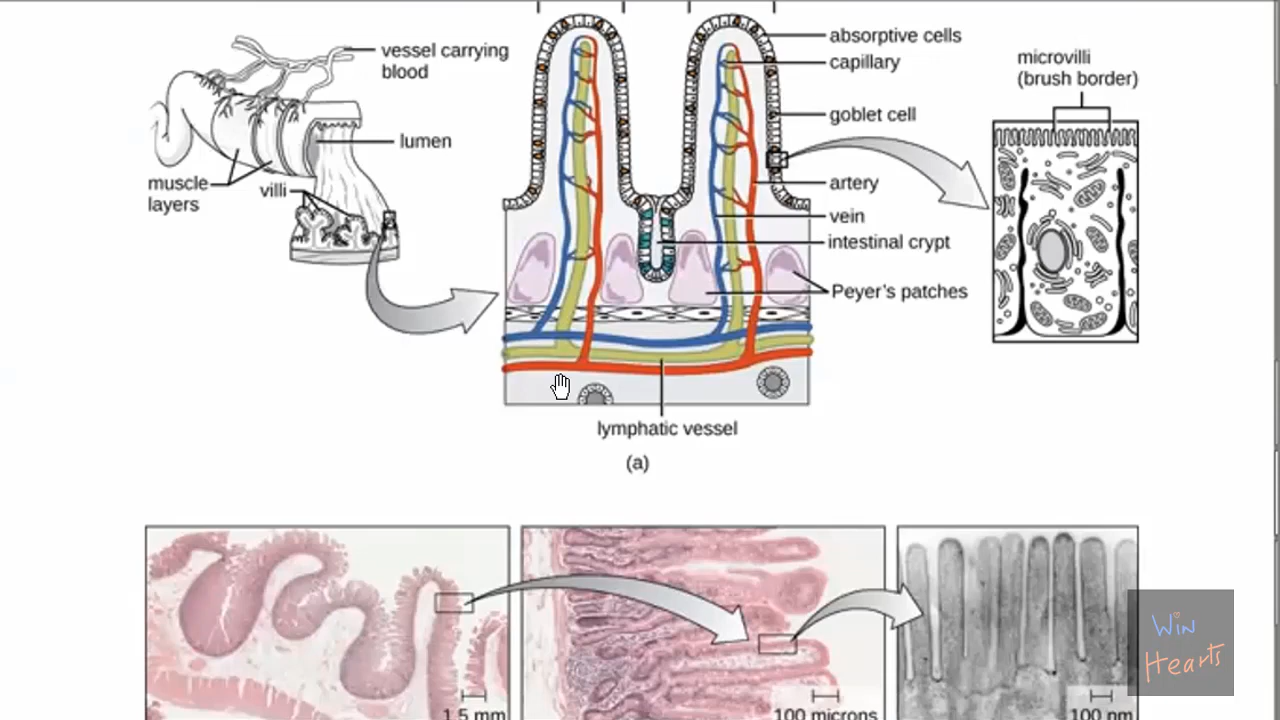 vessel carrying
blood
lumen
muscle
layers
villi
absorptive cells
capillary
goblet cell
artery
vein
intestinal crypt
Peyer's patches
lymphatic vessel
(a)
microvilli
(brush border)
1.5 mm
100 microns
100 nm
Win
Hearts